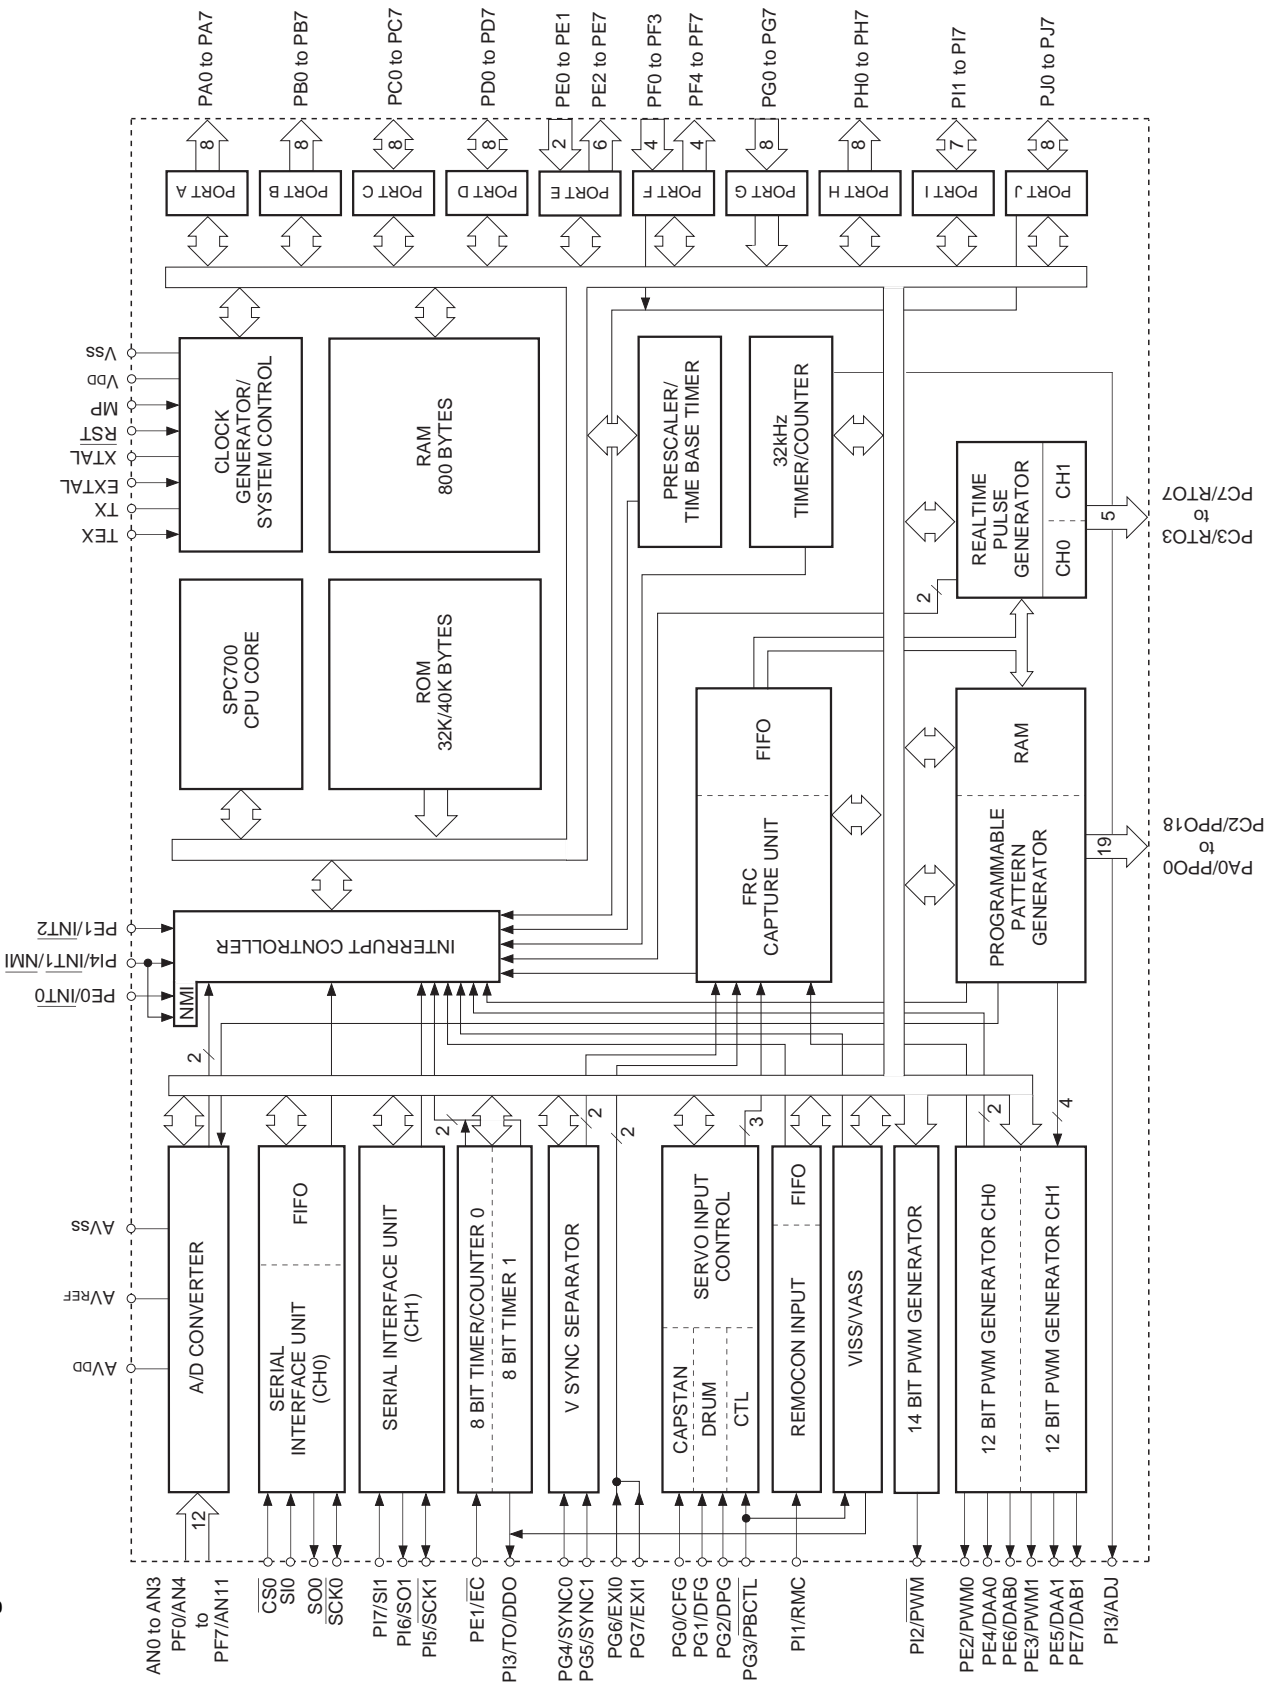 PA0 to PA7
PB0 to PB7
PC0 to PC7
PD0 to PD7
PE0 to PE1
PE2 to PE7
PF0 to PF3
PF4 to PF7
PG0 to PG7
PH0 to PH7
PI1 to PI7
PJ0 to PJ7
8
8
8
8
2
6
4
4
8
8
7
8
PORT A
PORT B
PORT C
PORT D
PORT E
PORT F
PORT G
PORT H
PORT I
PORT J
Vss
VDD
MP
RST
XTAL
EXTAL
TX
TEX
CLOCK
GENERATOR/
SYSTEM CONTROL
RAM
800 BYTES
PRESCALER/
TIME BASE TIMER
32kHz
TIMER/COUNTER
REALTIME
PULSE
GENERATOR
CH0
CH1
5
PC3/RTO3
to
PC7/RTO7
2
SPC700
CPU CORE
ROM
32K/40K BYTES
FRC
CAPTURE UNIT
FIFO
PROGRAMMABLE
PATTERN
GENERATOR
RAM
19
PA0/PPO0
to
PC2/PPO18
PE1/INT2
PI4/INT1/NMI
PE0/INT0
INTERRUPT CONTROLLER
NMI
2
2
2
2
3
2
4
AVss
AVREF
AVDD
A/D CONVERTER
SERIAL
INTERFACE UNIT
(CH0)
FIFO
SERIAL INTERFACE UNIT
(CH1)
8 BIT TIMER/COUNTER 0
8 BIT TIMER 1
V SYNC SEPARATOR
SERVO INPUT
CONTROL
CAPSTAN
DRUM
CTL
REMOCON INPUT
FIFO
VISS/VASS
14 BIT PWM GENERATOR
12 BIT PWM GENERATOR CH0
12 BIT PWM GENERATOR CH1
12
AN0 to AN3
PF0/AN4
to
PF7/AN11
CS0
SI0
SO0
SCK0
PI7/SI1
PI6/SO1
PI5/SCK1
PE1/EC
PI3/TO/DDO
PG4/SYNC0
PG5/SYNC1
PG6/EXI0
PG7/EXI1
PG0/CFG
PG1/DFG
PG2/DPG
PG3/PBCTL
PI1/RMC
PI2/PWM
PE2/PWM0
PE4/DAA0
PE6/DAB0
PE3/PWM1
PE5/DAA1
PE7/DAB1
PI3/ADJ